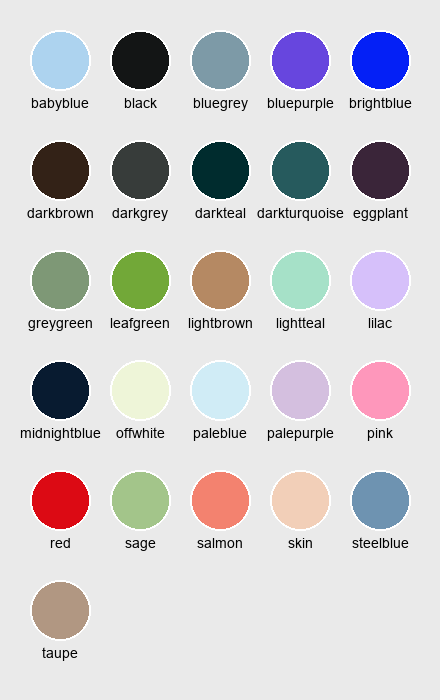 babyblue black bluegrey bluepurple brightblue
darkbrown darkgrey darkteal darkturquoise eggplant
greygreen leafgreen lightbrown lightteal lilac
midnightblue offwhite paleblue palepurple pink
red sage salmon skin steelblue
taupe